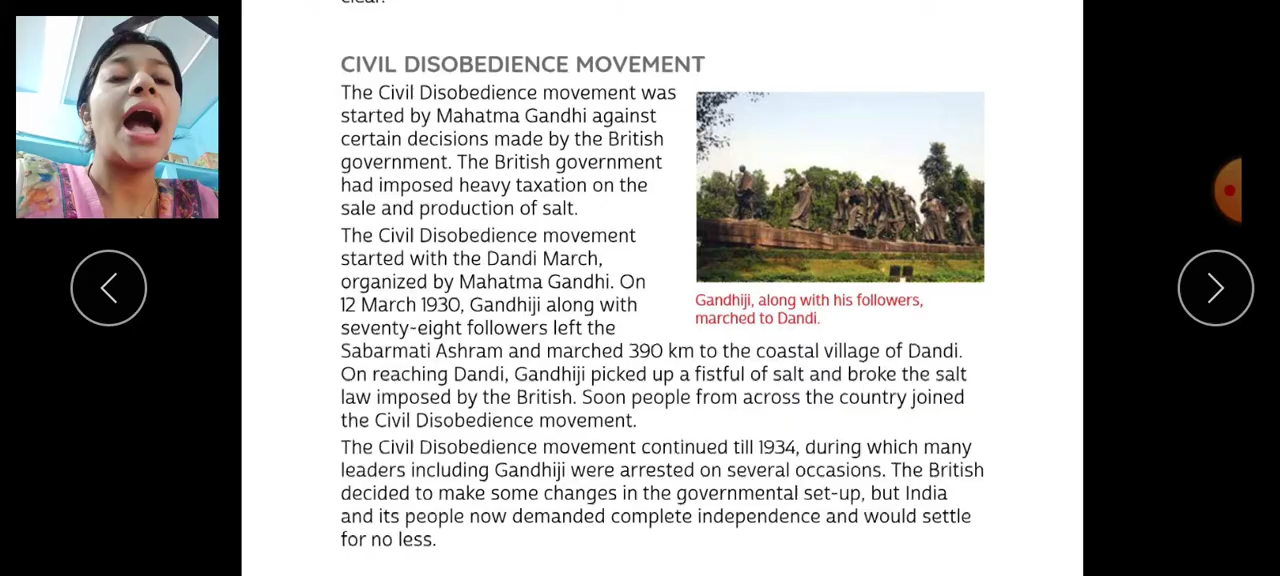 clear.
CIVIL DISOBEDIENCE MOVEMENT
The Civil Disobedience movement was
started by Mahatma Gandhi against
certain decisions made by the British
government. The British government
had imposed heavy taxation on the
sale and production of salt.
The Civil Disobedience movement
started with the Dandi March,
organized by Mahatma Gandhi. On
12 March 1930, Gandhiji along with
seventy-eight followers left the
Sabarmati Ashram and marched 390 km to the coastal village of Dandi.
On reaching Dandi, Gandhiji picked up a fistful of salt and broke the salt
law imposed by the British. Soon people from across the country joined
the Civil Disobedience movement.
Gandhiji, along with his followers,
marched to Dandi.
The Civil Disobedience movement continued till 1934, during which many
leaders including Gandhiji were arrested on several occasions. The British
decided to make some changes in the governmental set-up, but India
and its people now demanded complete independence and would settle
for no less.